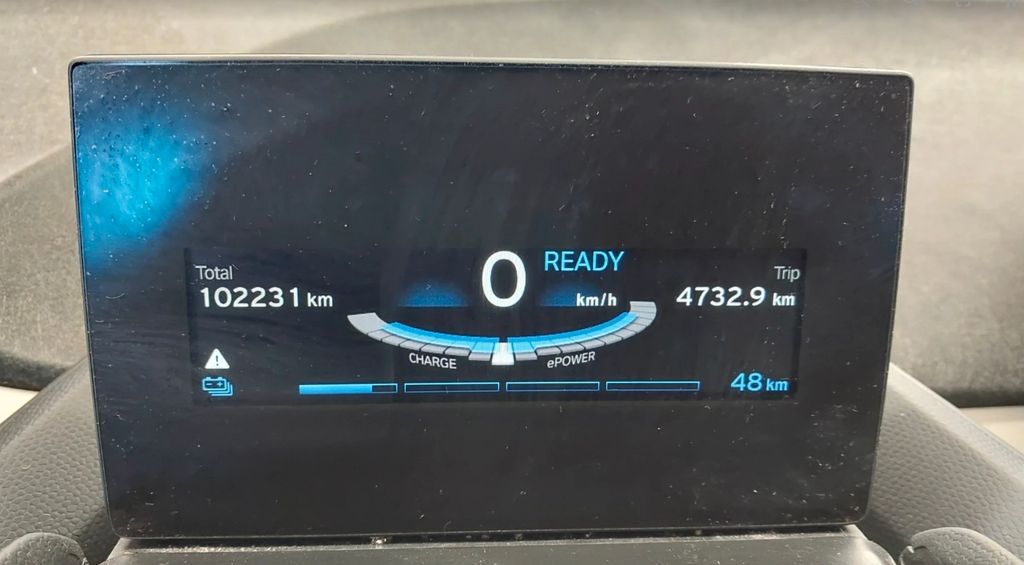 0 READY
km/h
Total
102231 km
Trip
4732.9 km
CHARGE
ePOWER
48 km